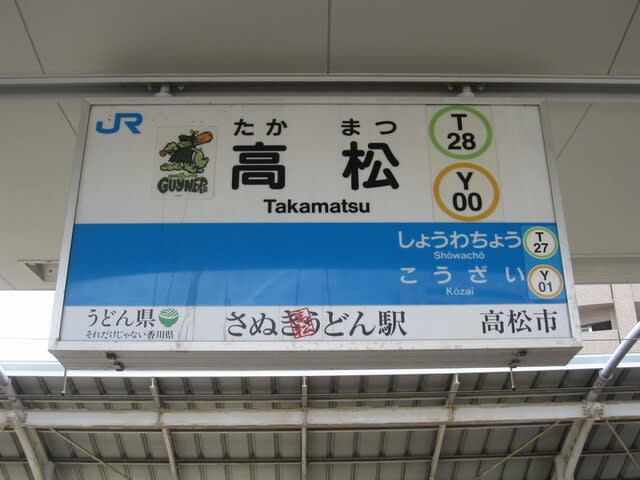 JR
たか まつ
高松
Takamatsu
T
28
Y
00
GUYNERS
しょうわちょう
Shōwachō
T
27
こうざい
Kōzai
Y
01
うどん県
それだけじゃない香川県
さぬきうどん駅
高松市